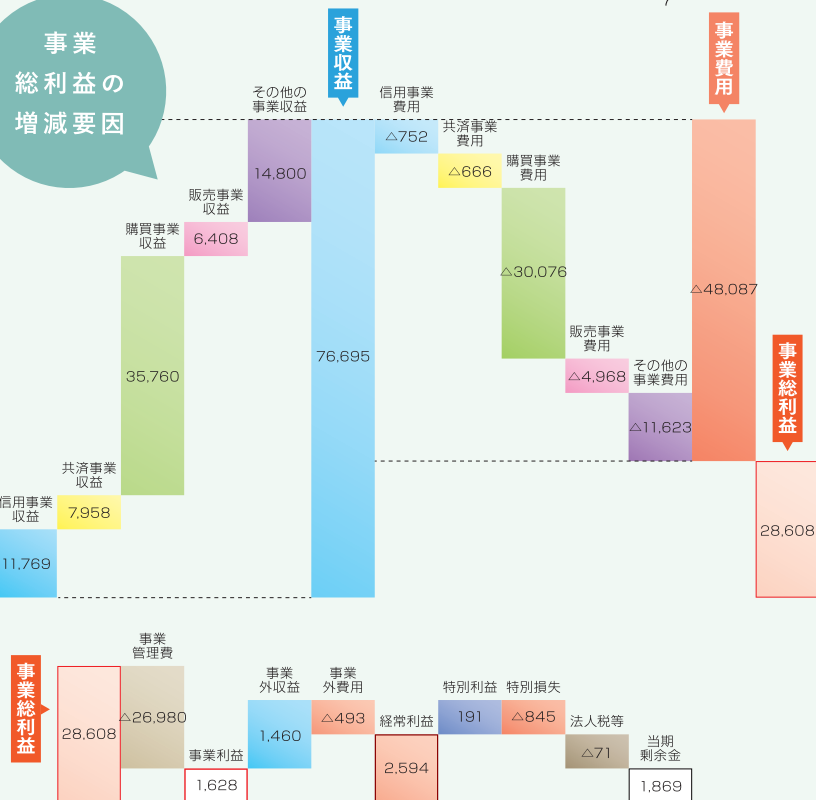 事業
総利益の
増減要因
信用事業
収益
11,769
共済事業
収益
7,958
購買事業
収益
35,760
販売事業
収益
6,408
その他の
事業収益
14,800
事業収益
76,695
信用事業
費用
△752
共済事業
費用
△666
購買事業
費用
△30,076
販売事業
費用
△4,968
その他の
事業費用
△11,623
事業費用
△48,087
事業総利益
28,608
事業総利益
28,608
事業
管理費
△26,980
事業利益
1,628
事業
外収益
1,460
事業
外費用
△493
経常利益
2,594
特別利益
191
特別損失
△845
法人税等
△71
当期
剰余金
1,869